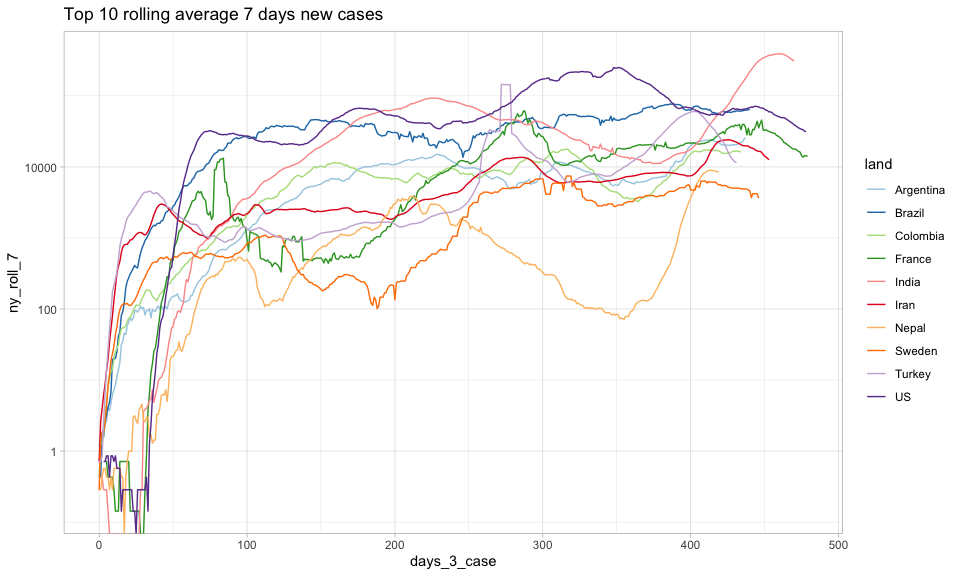 Top 10 rolling average 7 days new cases
10000
100
1
ny_roll_7
0
100
200
300
400
500
days_3_case
land
Argentina
Brazil
Colombia
France
India
Iran
Nepal
Sweden
Turkey
US